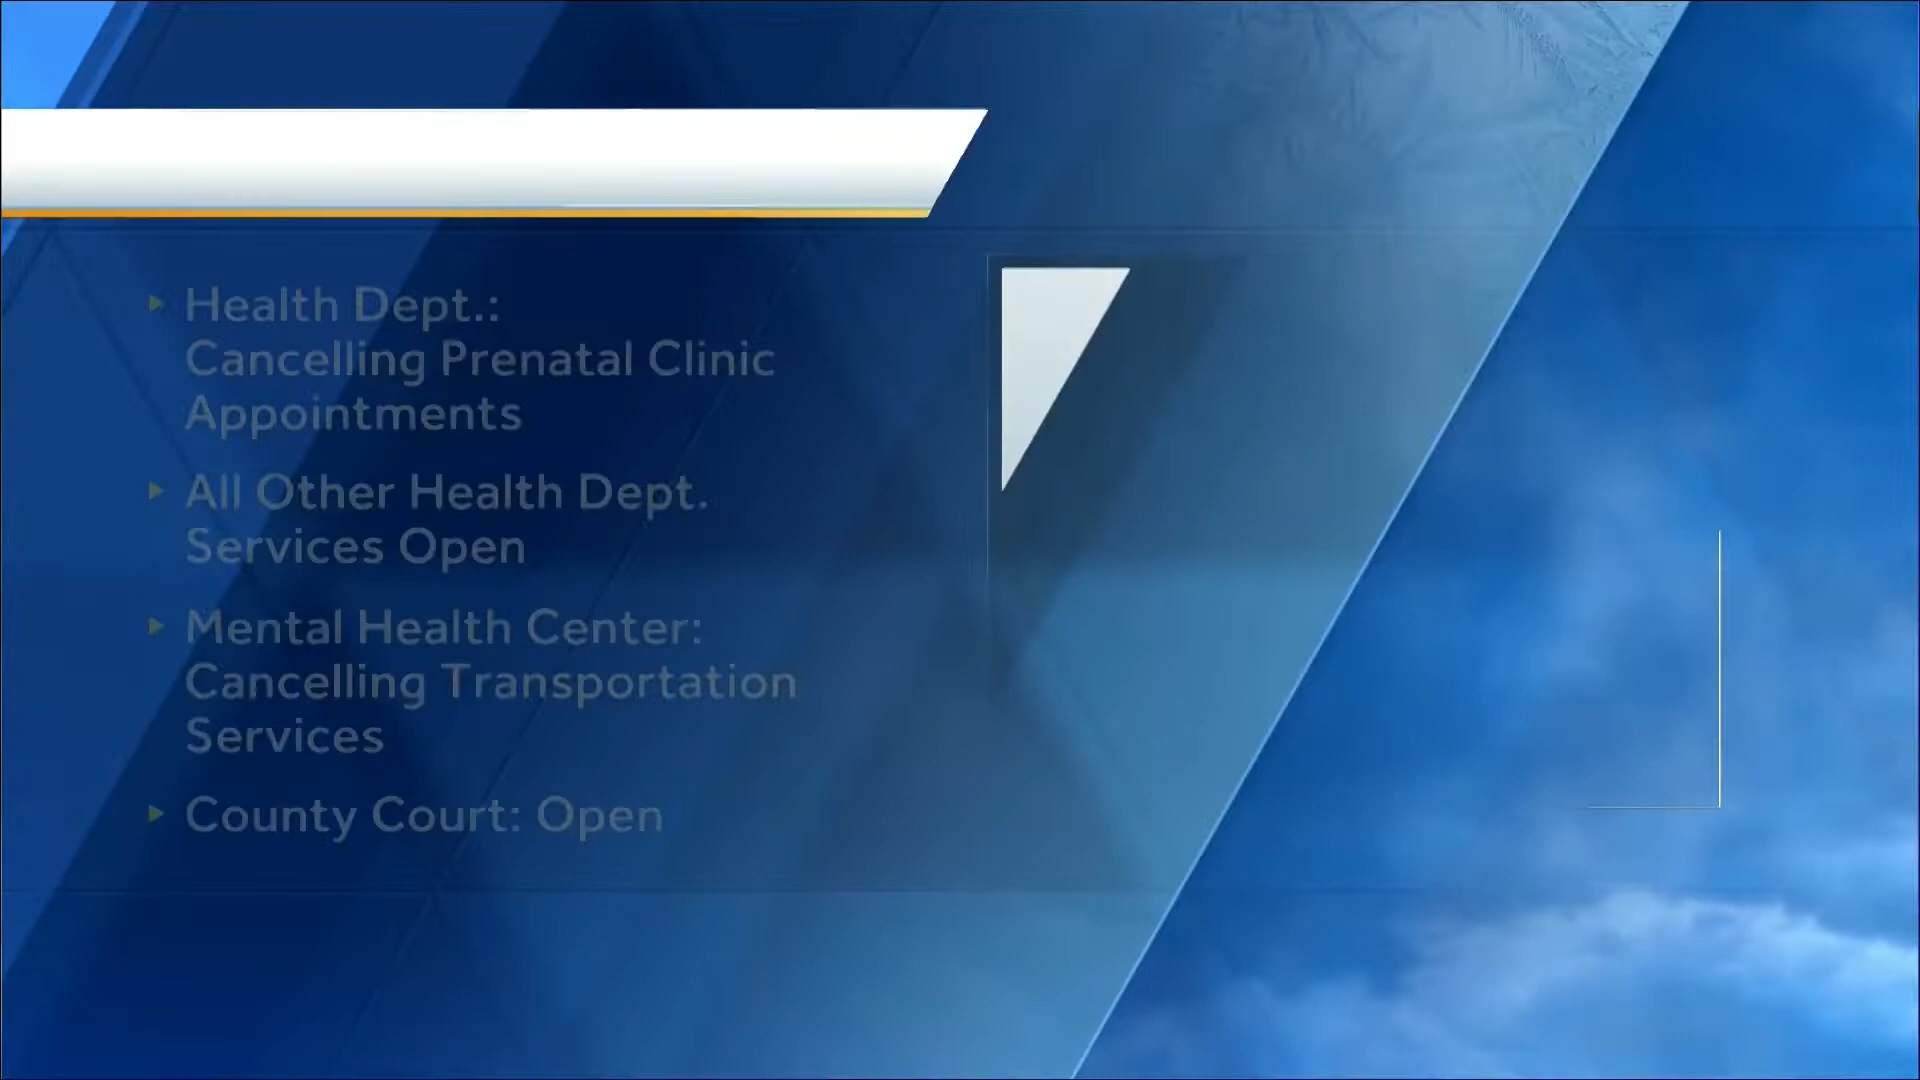 Health Dept.:
Cancelling Prenatal Clinic
Appointments
All Other Health Dept.
Services Open
Mental Health Center:
Cancelling Transportation
Services
County Court: Open